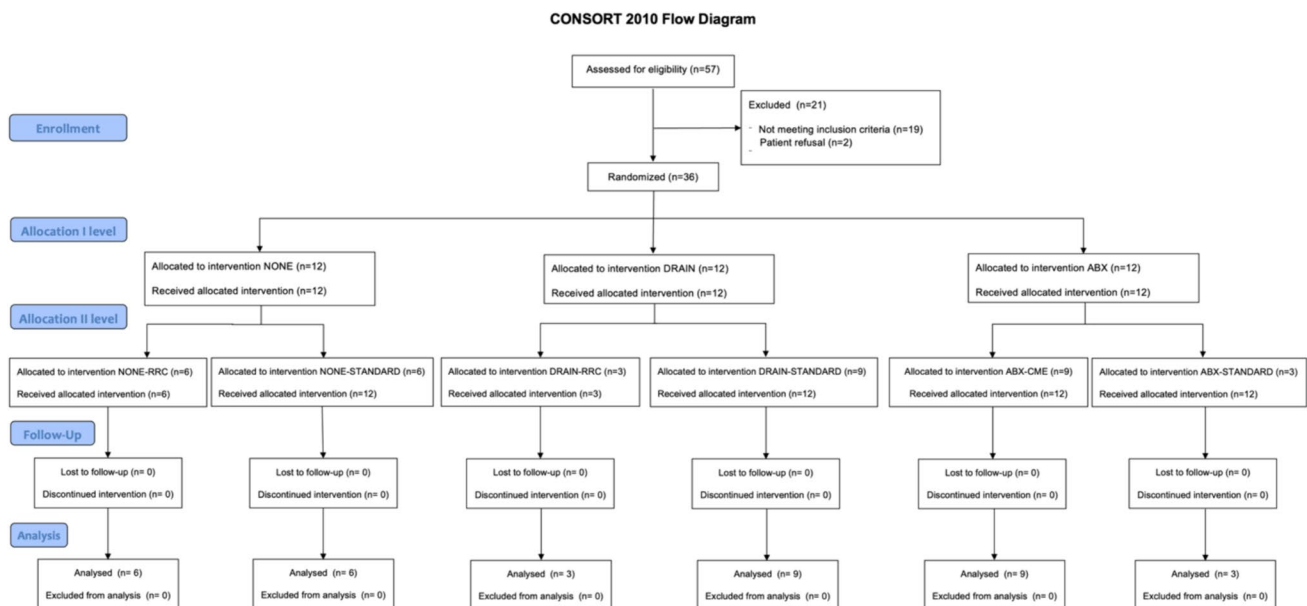 CONSORT 2010 Flow Diagram
Assessed for eligibility (n=57)
Excluded (n=21)
- Not meeting inclusion criteria (n=19)
- Patient refusal (n=2)
Enrollment
Randomized (n=36)
Allocation I level
Allocated to intervention NONE (n=12)
Received allocated intervention (n=12)
Allocated to intervention DRAIN (n=12)
Received allocated intervention (n=12)
Allocated to intervention ABX (n=12)
Received allocated intervention (n=12)
Allocation II level
Allocated to intervention NONE-RRC (n=6)
Received allocated intervention (n=6)
Allocated to intervention NONE-STANDARD (n=6)
Received allocated intervention (n=12)
Allocated to intervention DRAIN-RRC (n=3)
Received allocated intervention (n=3)
Allocated to intervention DRAIN-STANDARD (n=9)
Received allocated intervention (n=12)
Allocated to intervention ABX-CME (n=9)
Received allocated intervention (n=12)
Allocated to intervention ABX-STANDARD (n=3)
Received allocated intervention (n=12)
Follow-Up
Lost to follow-up (n= 0)
Discontinued intervention (n= 0)
Lost to follow-up (n= 0)
Discontinued intervention (n= 0)
Lost to follow-up (n= 0)
Discontinued intervention (n= 0)
Lost to follow-up (n= 0)
Discontinued intervention (n= 0)
Lost to follow-up (n= 0)
Discontinued intervention (n= 0)
Lost to follow-up (n= 0)
Discontinued intervention (n= 0)
Analysis
Analysed (n= 6)
Excluded from analysis (n= 0)
Analysed (n= 6)
Excluded from analysis (n= 0)
Analysed (n= 3)
Excluded from analysis (n= 0)
Analysed (n= 9)
Excluded from analysis (n= 0)
Analysed (n= 9)
Excluded from analysis (n= 0)
Analysed (n= 3)
Excluded from analysis (n= 0)